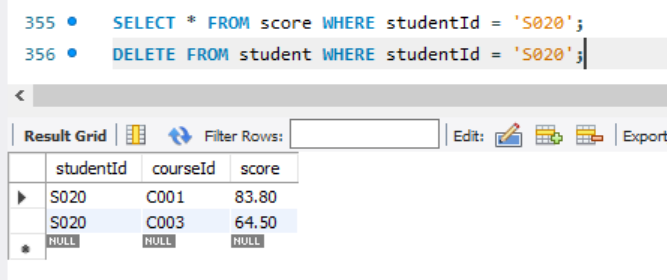 355 SELECT * FROM score WHERE studentId = 'S020';
356 DELETE FROM student WHERE studentId = 'S020';
Result Grid Filter Rows: Edit: Export
studentId courseId score
S020 C001 83.80
S020 C003 64.50
NULL NULL NULL